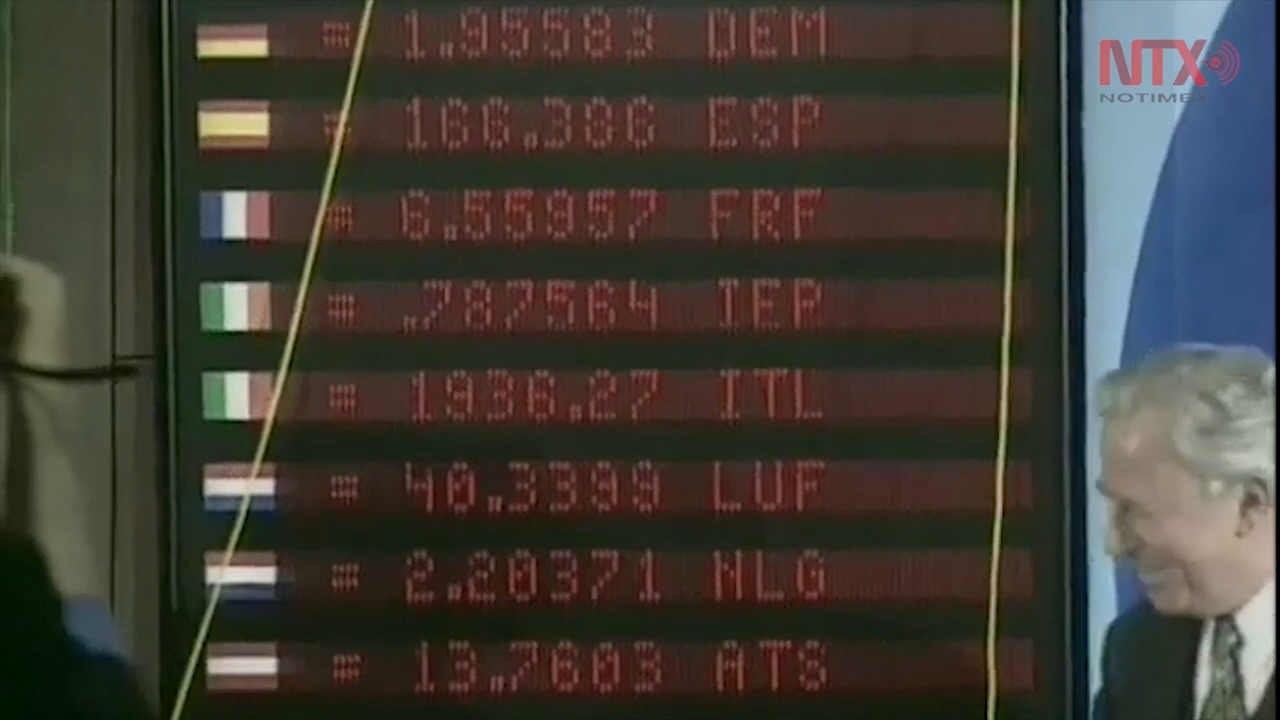 = 1.95583 DEM
= 166.386 ESP
= 6.55957 FRF
= .787564 IEP
= 1936.27 ITL
= 40.3399 LUF
= 2.20371 NLG
= 13.7603 ATS
NTX
NOTIMEX